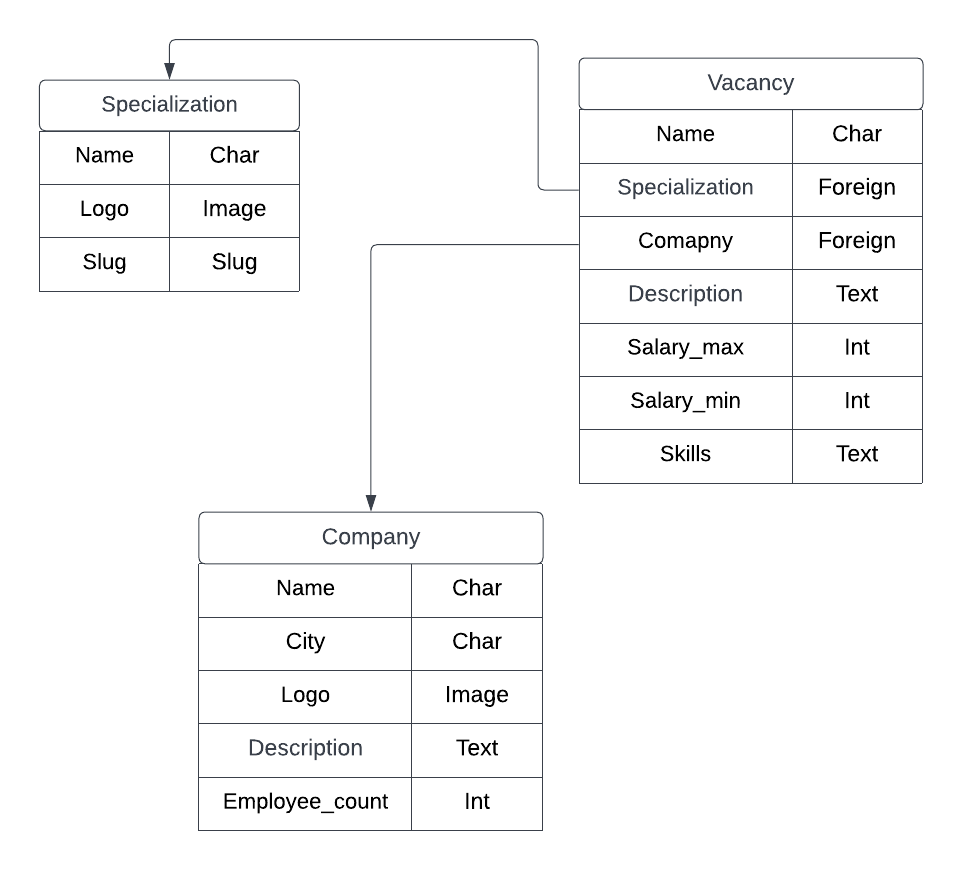 Specialization
Name Char
Logo Image
Slug Slug
Vacancy
Name Char
Specialization Foreign
Comapny Foreign
Description Text
Salary_max Int
Salary_min Int
Skills Text
Company
Name Char
City Char
Logo Image
Description Text
Employee_count Int